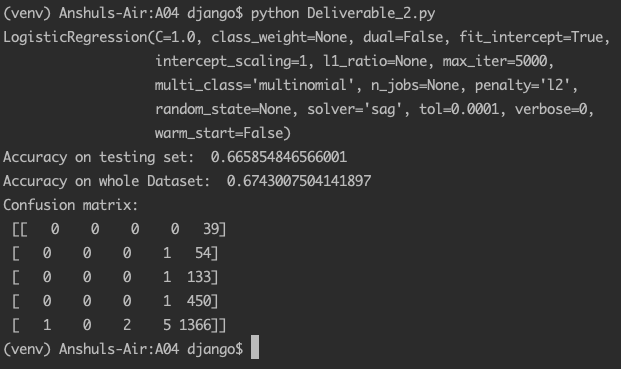 (venv) Anshuls-Air:A04 django$ python Deliverable_2.py
LogisticRegression(C=1.0, class_weight=None, dual=False, fit_intercept=True,
intercept_scaling=1, l1_ratio=None, max_iter=5000,
multi_class='multinomial', n_jobs=None, penalty='l2',
random_state=None, solver='sag', tol=0.0001, verbose=0,
warm_start=False)
Accuracy on testing set:  0.665854846566001
Accuracy on whole Dataset:  0.6743007504141897
Confusion matrix:
[[   0    0    0    0   39]
[   0    0    0    1   54]
[   0    0    0    1  133]
[   0    0    0    1  450]
[   1    0    2    5 1366]]
(venv) Anshuls-Air:A04 django$